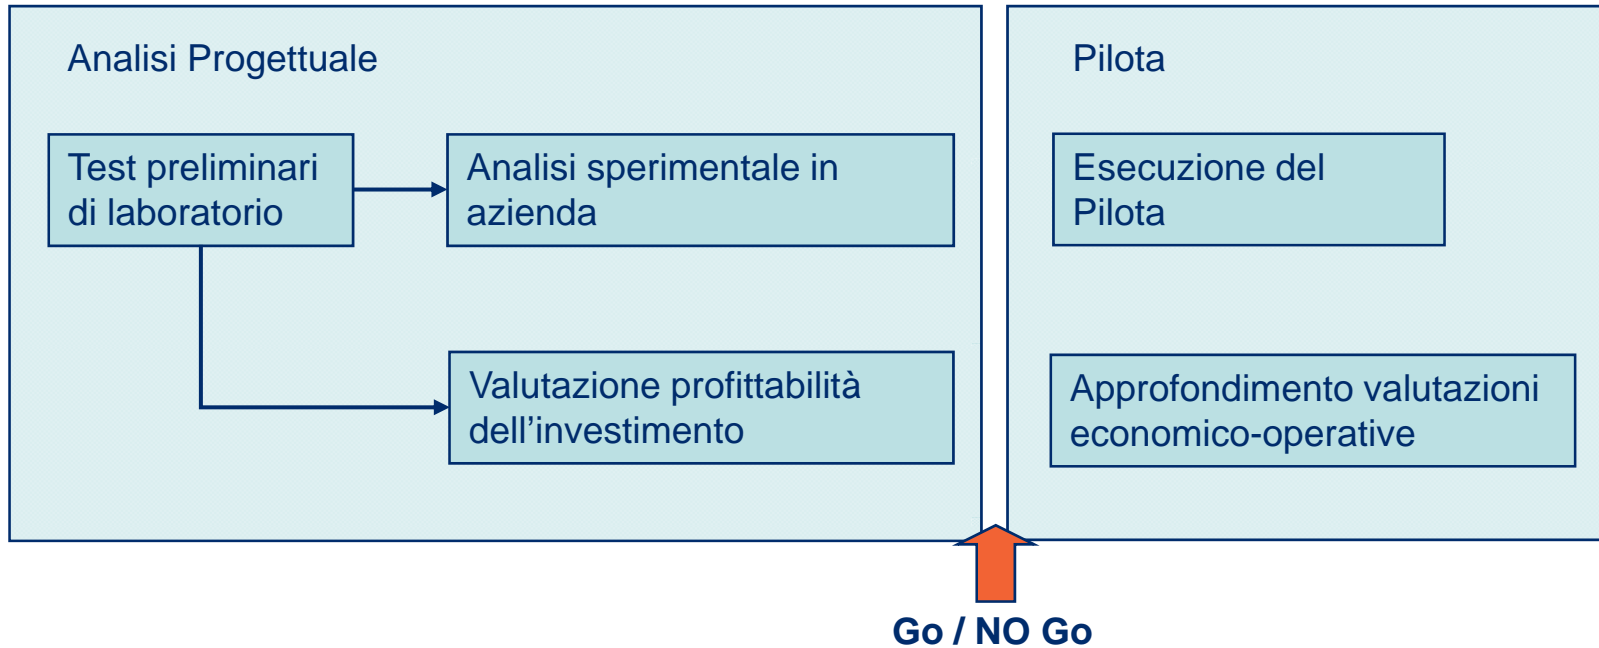 Analisi Progettuale
Test preliminari
di laboratorio
Analisi sperimentale in
azienda
Valutazione profittabilità
dell’investimento
Pilota
Esecuzione del
Pilota
Approfondimento valutazioni
economico-operative
Go / NO Go